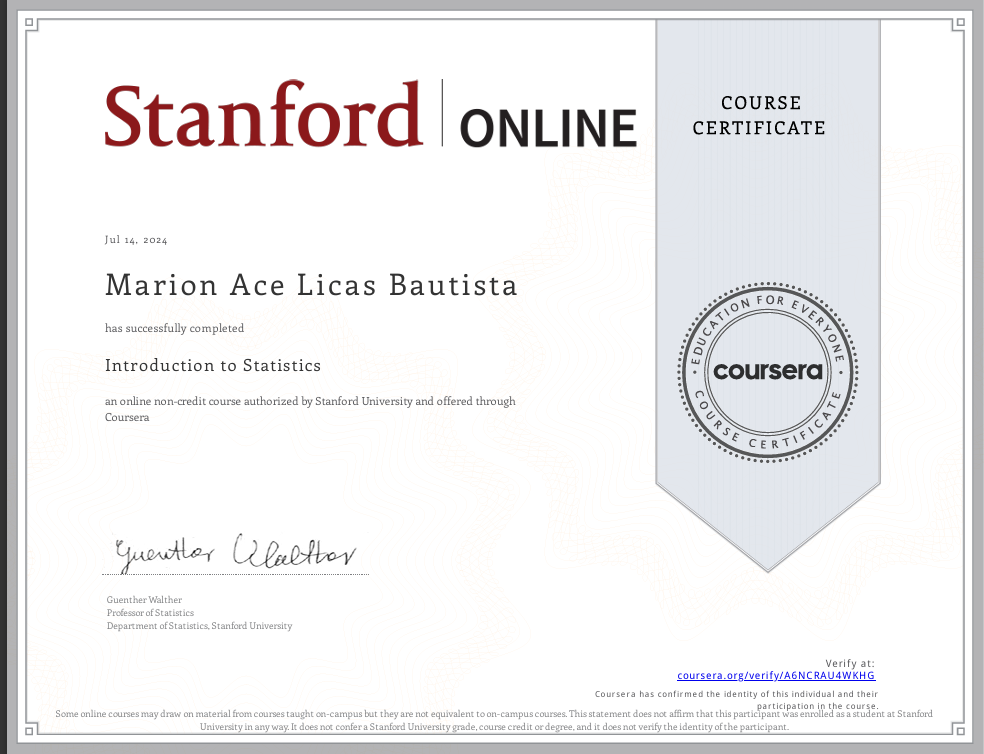 Stanford | ONLINE
COURSE
CERTIFICATE
Jul 14, 2024
Marion Ace Licas Bautista
has successfully completed
Introduction to Statistics
an online non-credit course authorized by Stanford University and offered through
Coursera
EDUCATION FOR EVERYONE
coursera
COURSE CERTIFICATE
Guenther Walther
Guenther Walther
Professor of Statistics
Department of Statistics, Stanford University
Verify at:
coursera.org/verify/A6NCRAU4WKHG
Coursera has confirmed the identity of this individual and their
participation in the course.
Some online courses may draw on material from courses taught on-campus but they are not equivalent to on-campus courses. This statement does not affirm that this participant was enrolled as a student at Stanford
University in any way. It does not confer a Stanford University grade, course credit or degree, and it does not verify the identity of the participant.